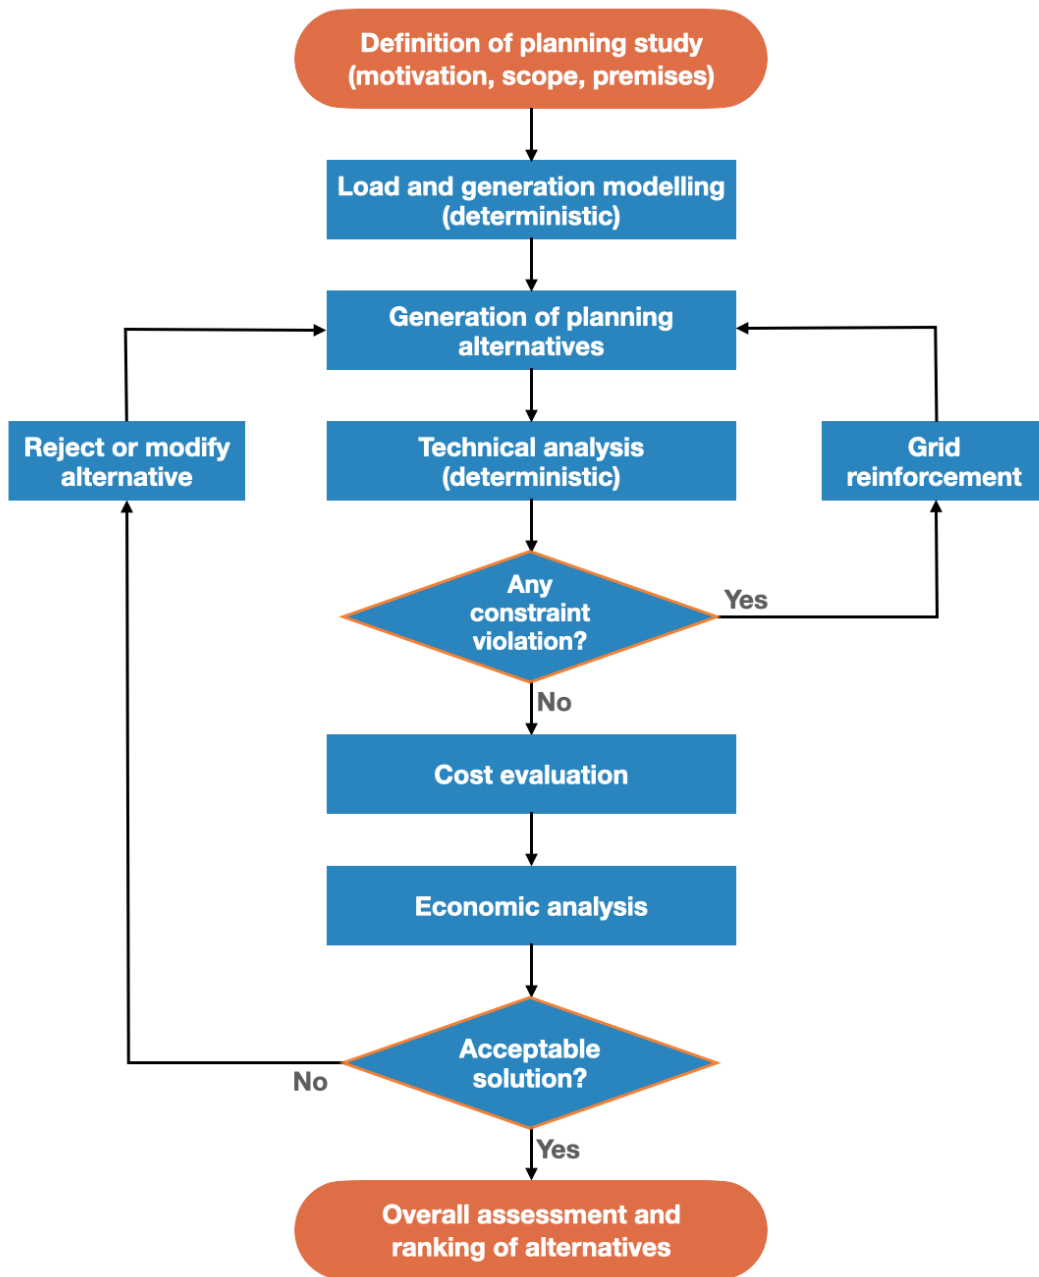 Definition of planning study
(motivation, scope, premises)
Load and generation modelling
(deterministic)
Generation of planning
alternatives
Reject or modify
alternative
Technical analysis
(deterministic)
Grid
reinforcement
Any
constraint
violation?
Yes
No
Cost evaluation
Economic analysis
Acceptable
solution?
No
Yes
Overall assessment and
ranking of alternatives